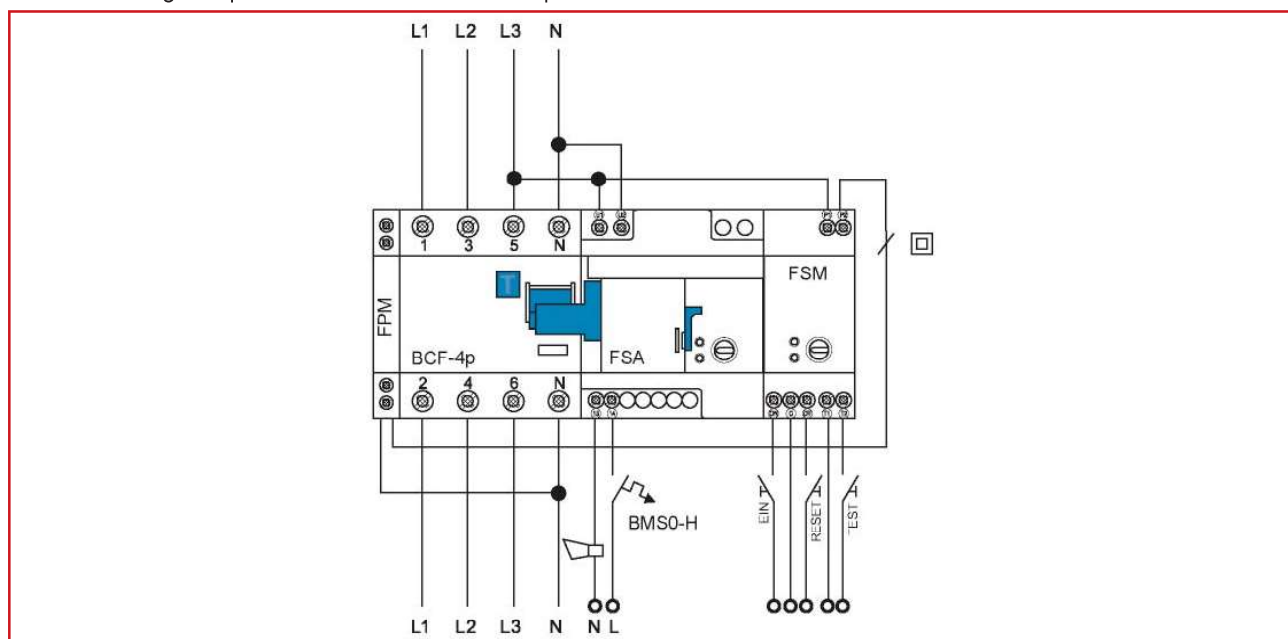 L1 L2 L3 N
1 3 5 N
T
FPM
FSM
BCF-4p
FSA
2 4 6 N
EIN
RESET
TEST
BMS0-H
L1 L2 L3 N N L